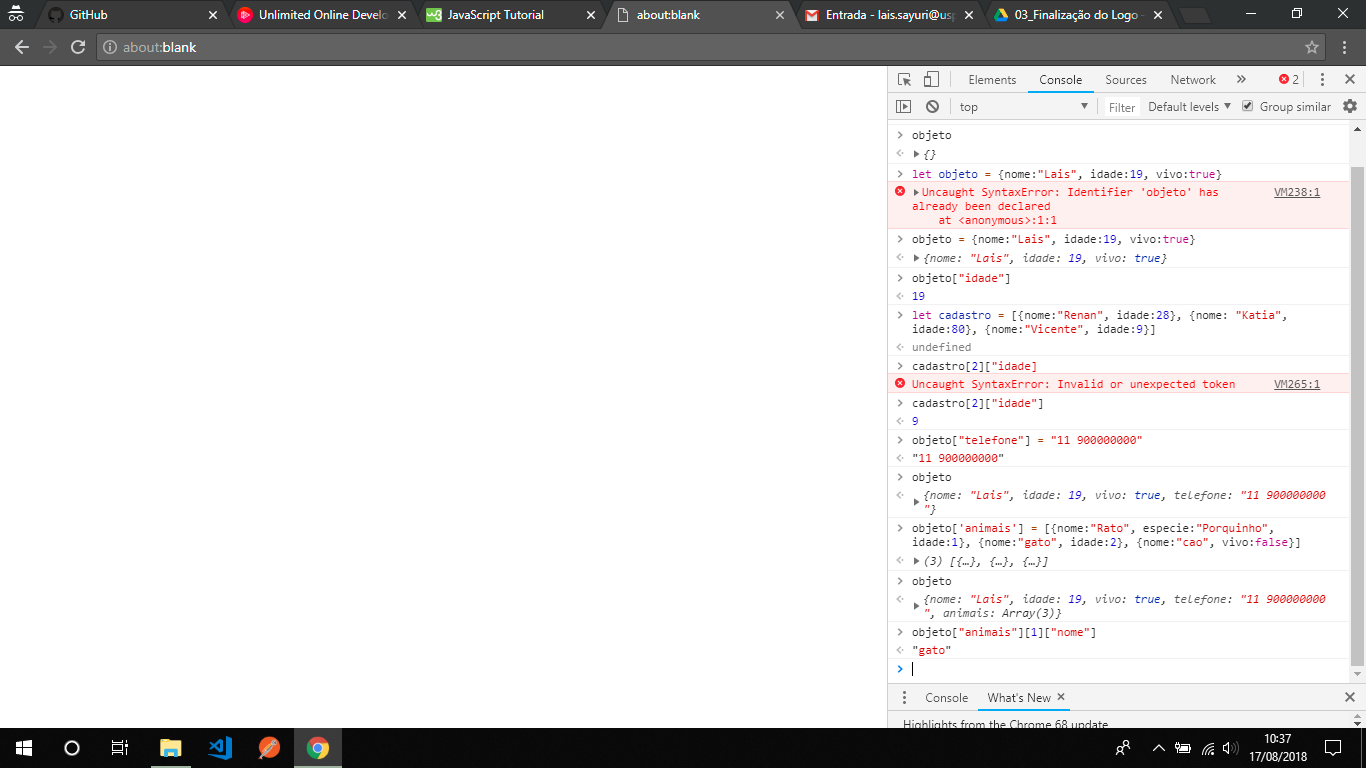 GitHub
Unlimited Online Develo
JavaScript Tutorial
about:blank
Entrada - lais.sayuri@usp
03_Finalização do Logo -
about:blank
Elements Console Sources Network » 2
top Filter Default levels Group similar
objeto
{}
let objeto = {nome:"Lais", idade:19, vivo:true}
Uncaught SyntaxError: Identifier 'objeto' has VM238:1
already been declared
at <anonymous>:1:1
objeto = {nome:"Lais", idade:19, vivo:true}
{nome: "Lais", idade: 19, vivo: true}
objeto["idade"]
19
let cadastro = [{nome:"Renan", idade:28}, {nome: "Katia",
idade:80}, {nome:"Vicente", idade:9}]
undefined
cadastro[2]["idade]
Uncaught SyntaxError: Invalid or unexpected token VM265:1
cadastro[2]["idade"]
9
objeto["telefone"] = "11 900000000"
"11 900000000"
objeto
{nome: "Lais", idade: 19, vivo: true, telefone: "11 900000000
"}
objeto['animais'] = [{nome:"Rato", especie:"Porquinho",
idade:1}, {nome:"gato", idade:2}, {nome:"cao", vivo:false}]
(3) [{…}, {…}, {…}]
objeto
{nome: "Lais", idade: 19, vivo: true, telefone: "11 900000000
", animais: Array(3)}
objeto["animais"][1]["nome"]
"gato"
Console What's New
Highlights from the Chrome 68 update
10:37
17/08/2018